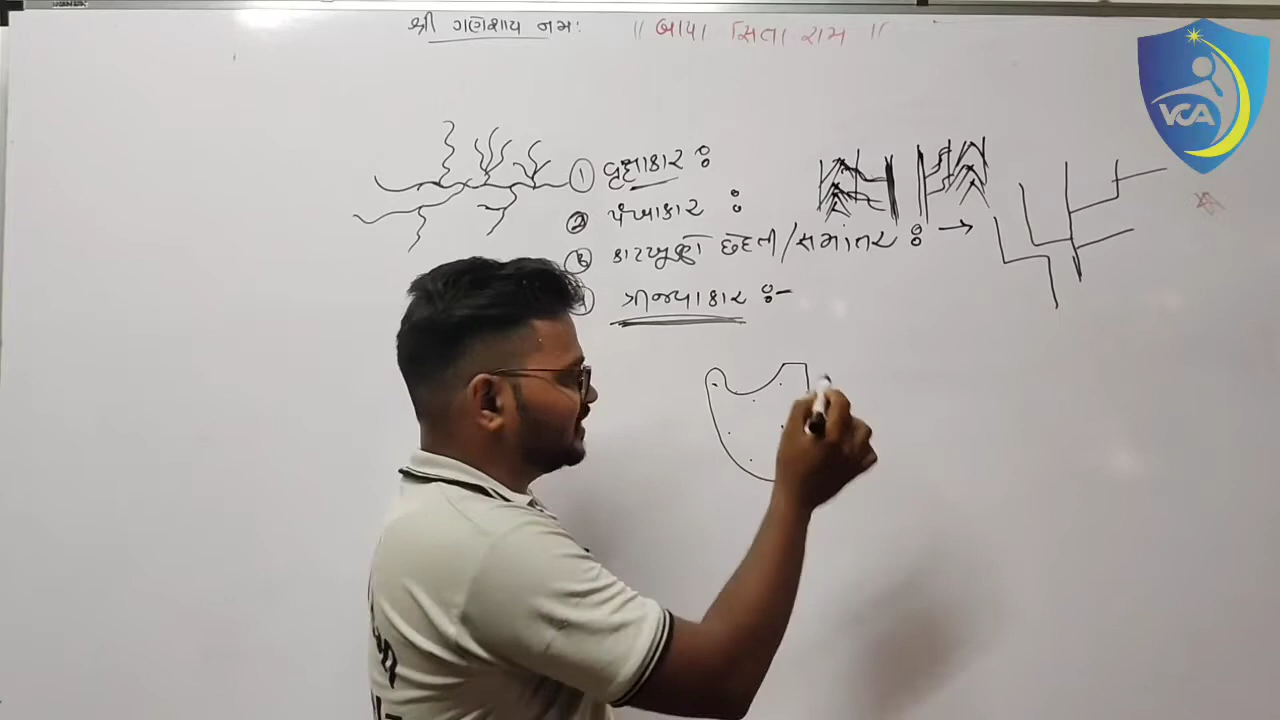 શ્રી ગણેશાય નમઃ
|| બાપા સિતા રામ ||
VCA
① વૃક્ષાકાર :
② પંખાકાર :
③ કાટખૂણે છેદતી/સમાંતર : →
ત્રીજ્યાકાર :-